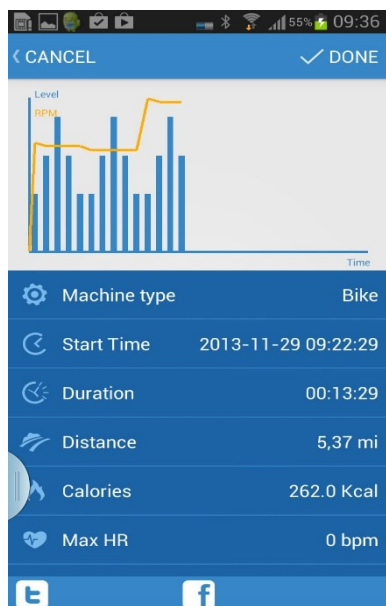 55% 09:36
CANCEL DONE
Level
RPM
Time
Machine type Bike
Start Time 2013-11-29 09:22:29
Duration 00:13:29
Distance 5,37 mi
Calories 262.0 Kcal
Max HR 0 bpm